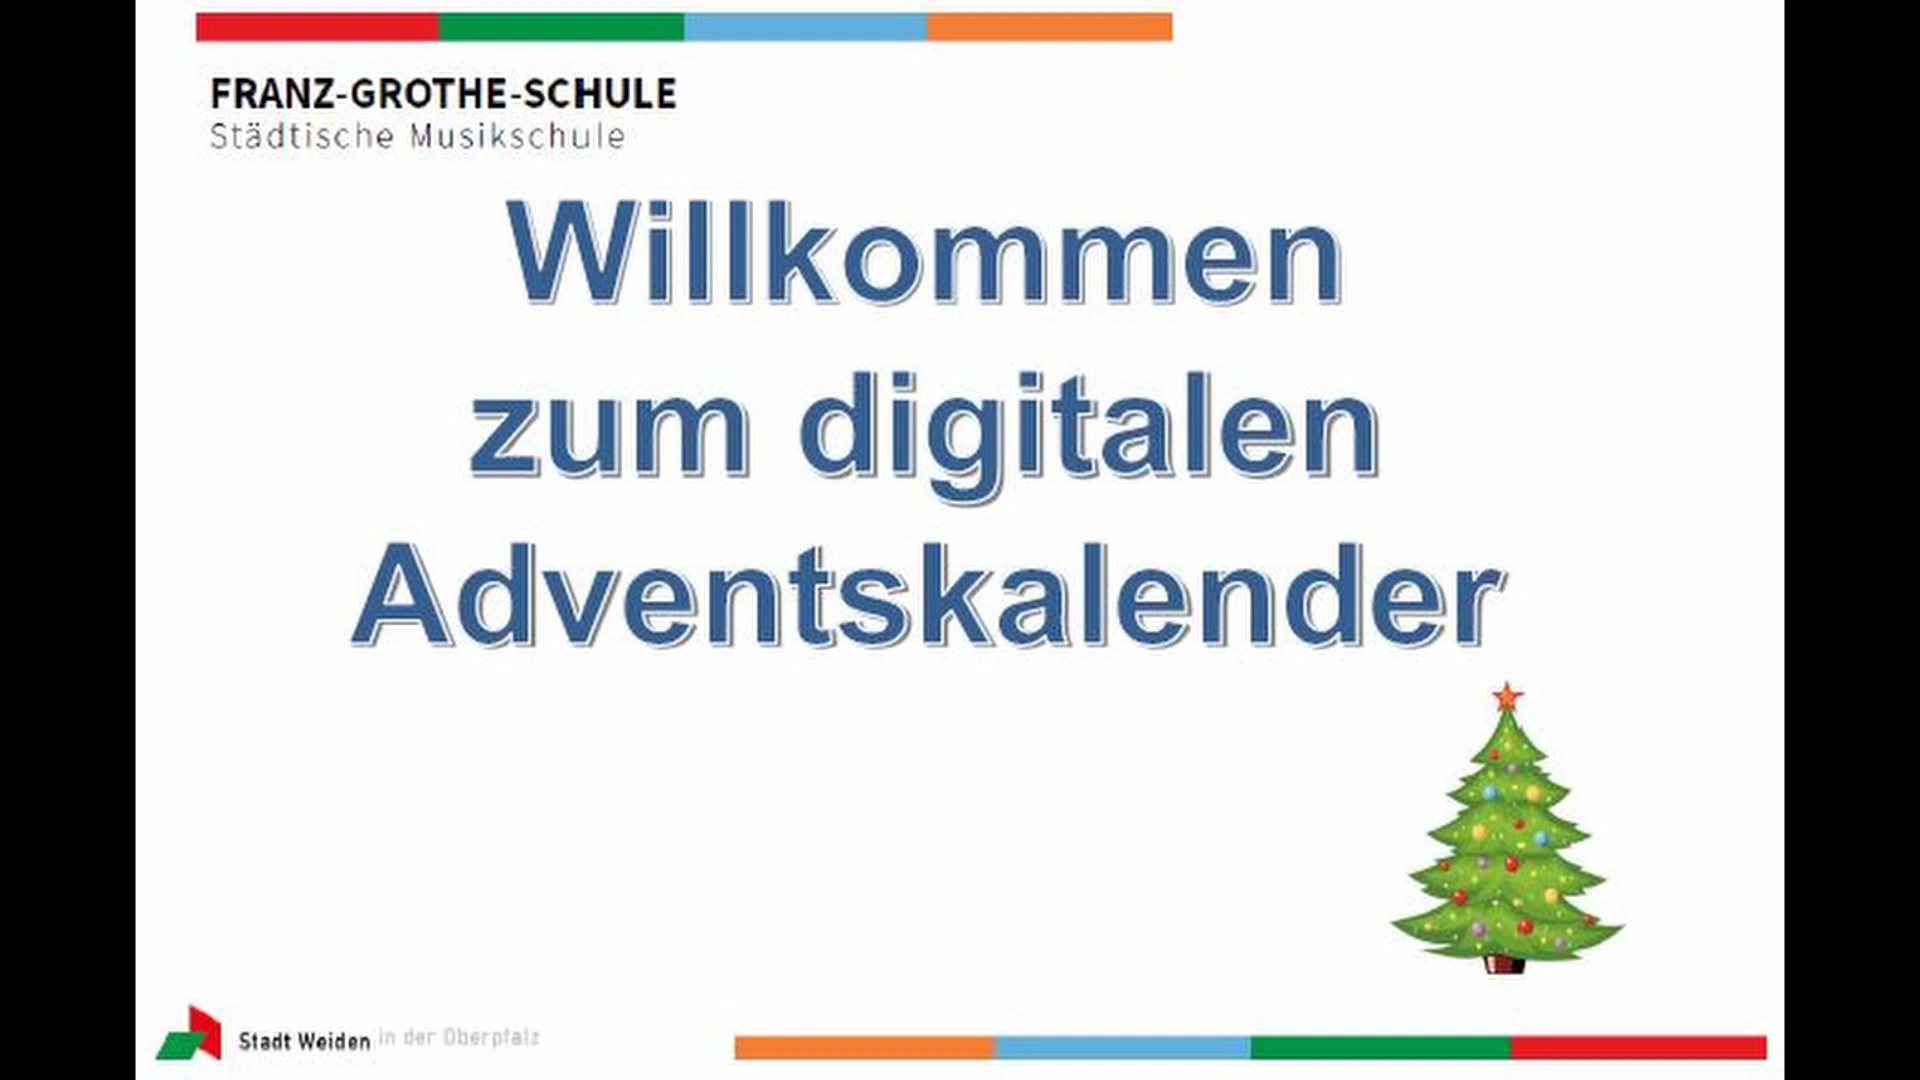 FRANZ-GROTHE-SCHULE
Städtische Musikschule
Willkommen
zum digitalen
Adventskalender
Stadt Weiden in der Oberpfalz